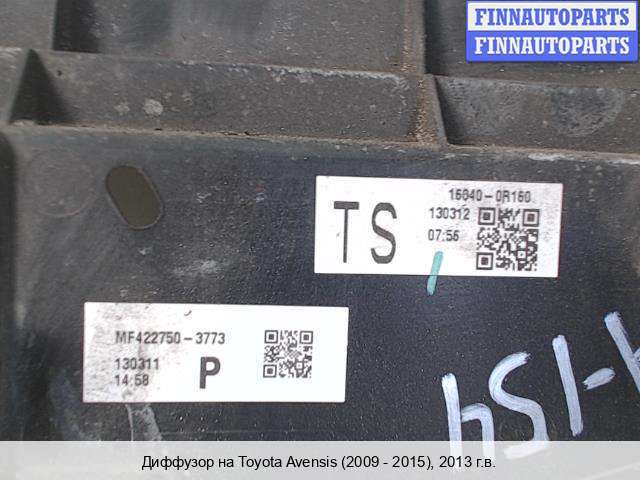 FINNAUTOPARTS
FINNAUTOPARTS
16040-0R160
TS
130312
07:56
MF422750-3773
130311
14:58
P
-154
Диффузор на Toyota Avensis (2009 - 2015), 2013 г.в.